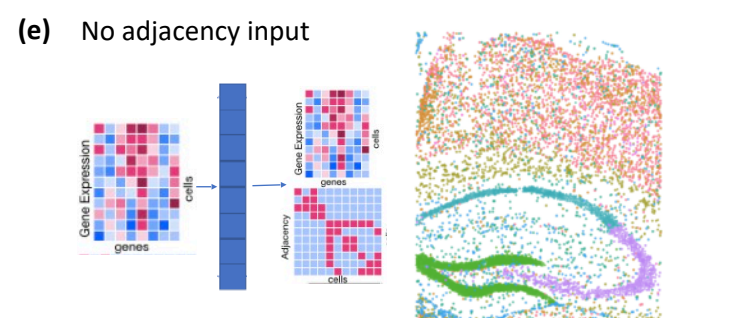 (e) No adjacency input
Gene Expression
cells
genes
Gene Expression
cells
genes
Adjacency
cells